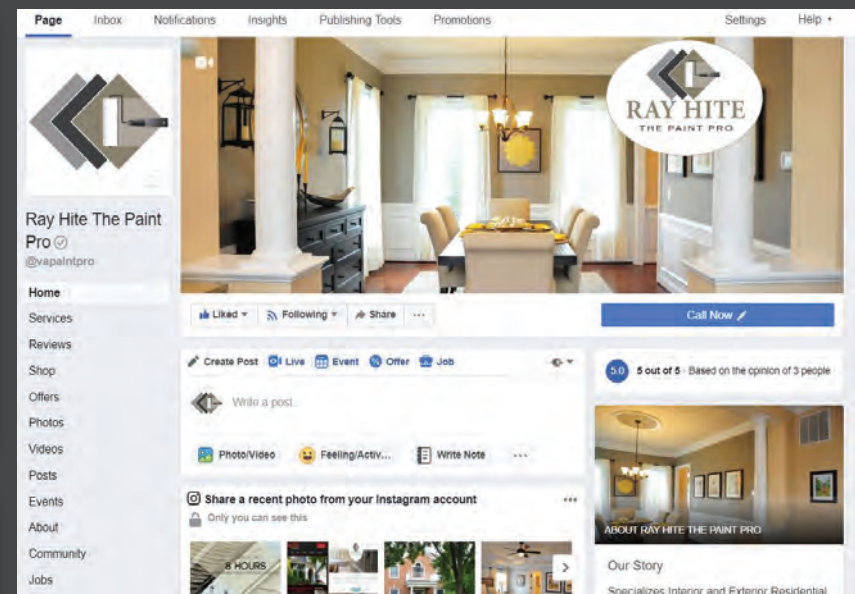 Page Inbox Notifications Insights Publishing Tools Promotions Settings Help
RAY HITE
THE PAINT PRO
Ray Hite The Paint
Pro
@vapaintpro
Home
Services
Reviews
Shop
Offers
Photos
Videos
Posts
Events
About
Community
Jobs
Liked Following Share ...
Call Now
Create Post Live Event Offer Job
Write a post...
Photo/Video Feeling/Activ... Write Note ...
Share a recent photo from your Instagram account ...
Only you can see this
8 HOURS
5.0 5 out of 5 · Based on the opinion of 3 people
ABOUT RAY HITE THE PAINT PRO
Our Story
Specializes Interior and Exterior Residential